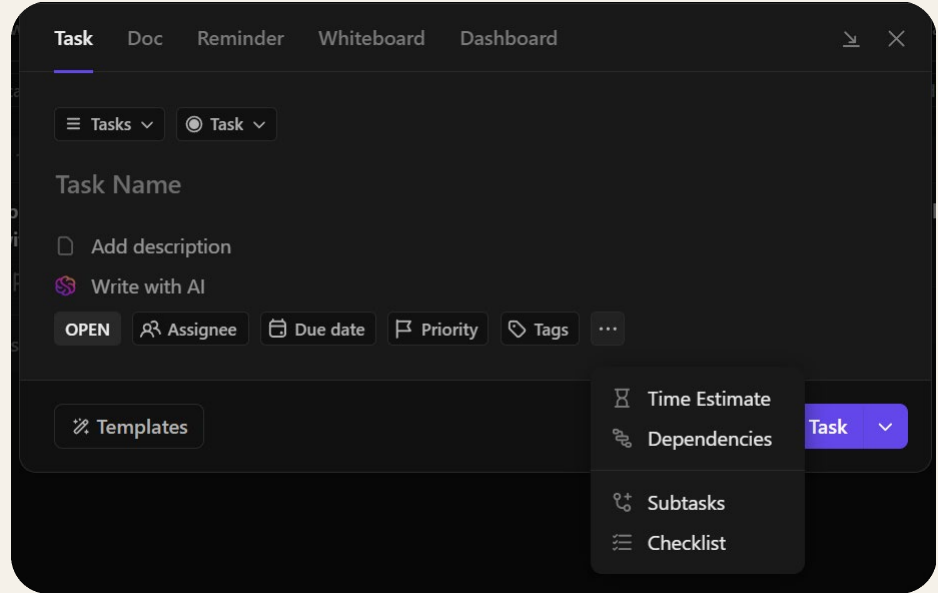 Task Doc Reminder Whiteboard Dashboard
Tasks Task
Task Name
Add description
Write with AI
OPEN Assignee Due date Priority Tags ...
Time Estimate
Templates Task
Dependencies
Subtasks
Checklist